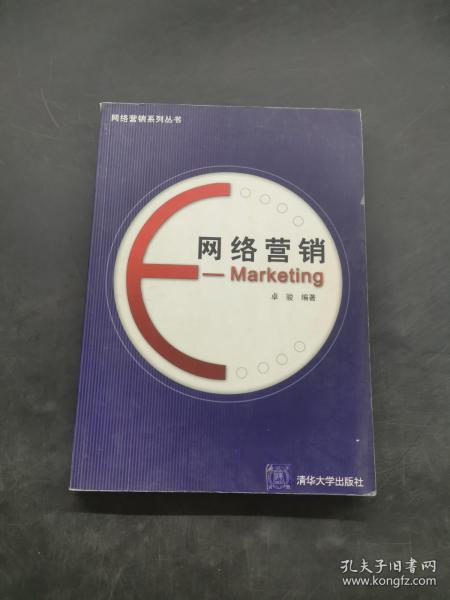 网络营销系列丛书
网络营销
E-Marketing
卓 骏 编著
清华大学出版社
孔夫子旧书网
www.kongfz.com